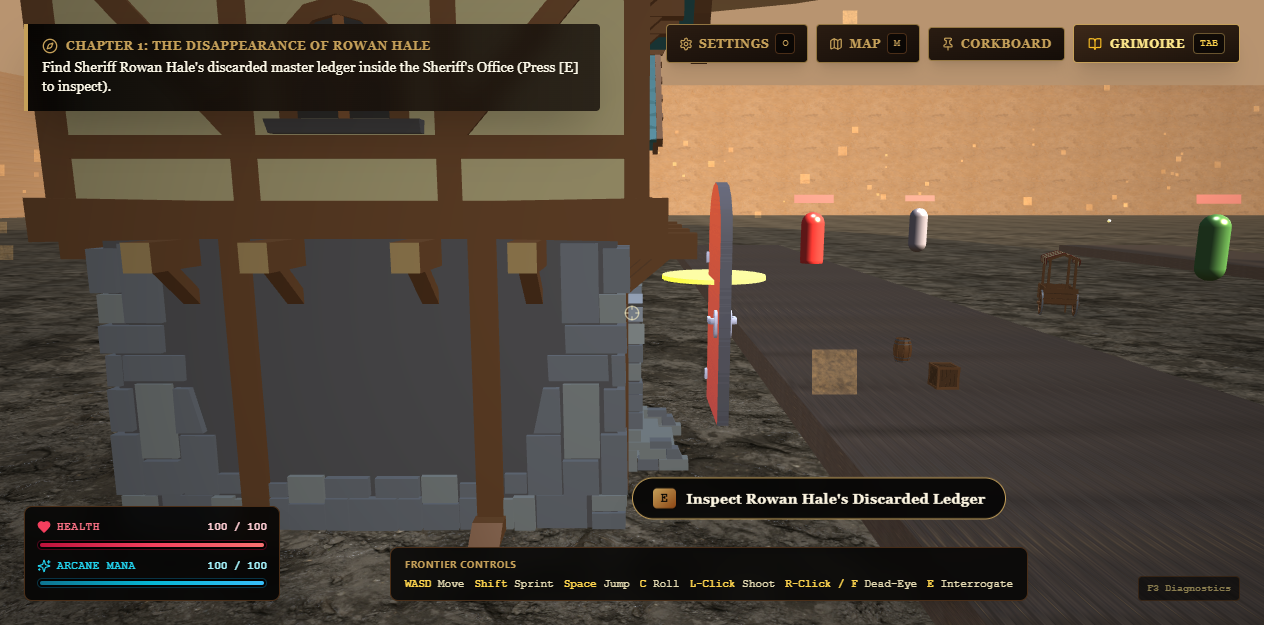 CHAPTER 1: THE DISAPPEARANCE OF ROWAN HALE
Find Sheriff Rowan Hale's discarded master ledger inside the Sheriff's Office (Press [E]
to inspect).
SETTINGS O
MAP M
CORKBOARD
GRIMOIRE TAB
E Inspect Rowan Hale's Discarded Ledger
HEALTH 100 / 100
ARCANE MANA 100 / 100
FRONTIER CONTROLS
WASD Move Shift Sprint Space Jump C Roll L-Click Shoot R-Click / F Dead-Eye E Interrogate
F3 Diagnostics